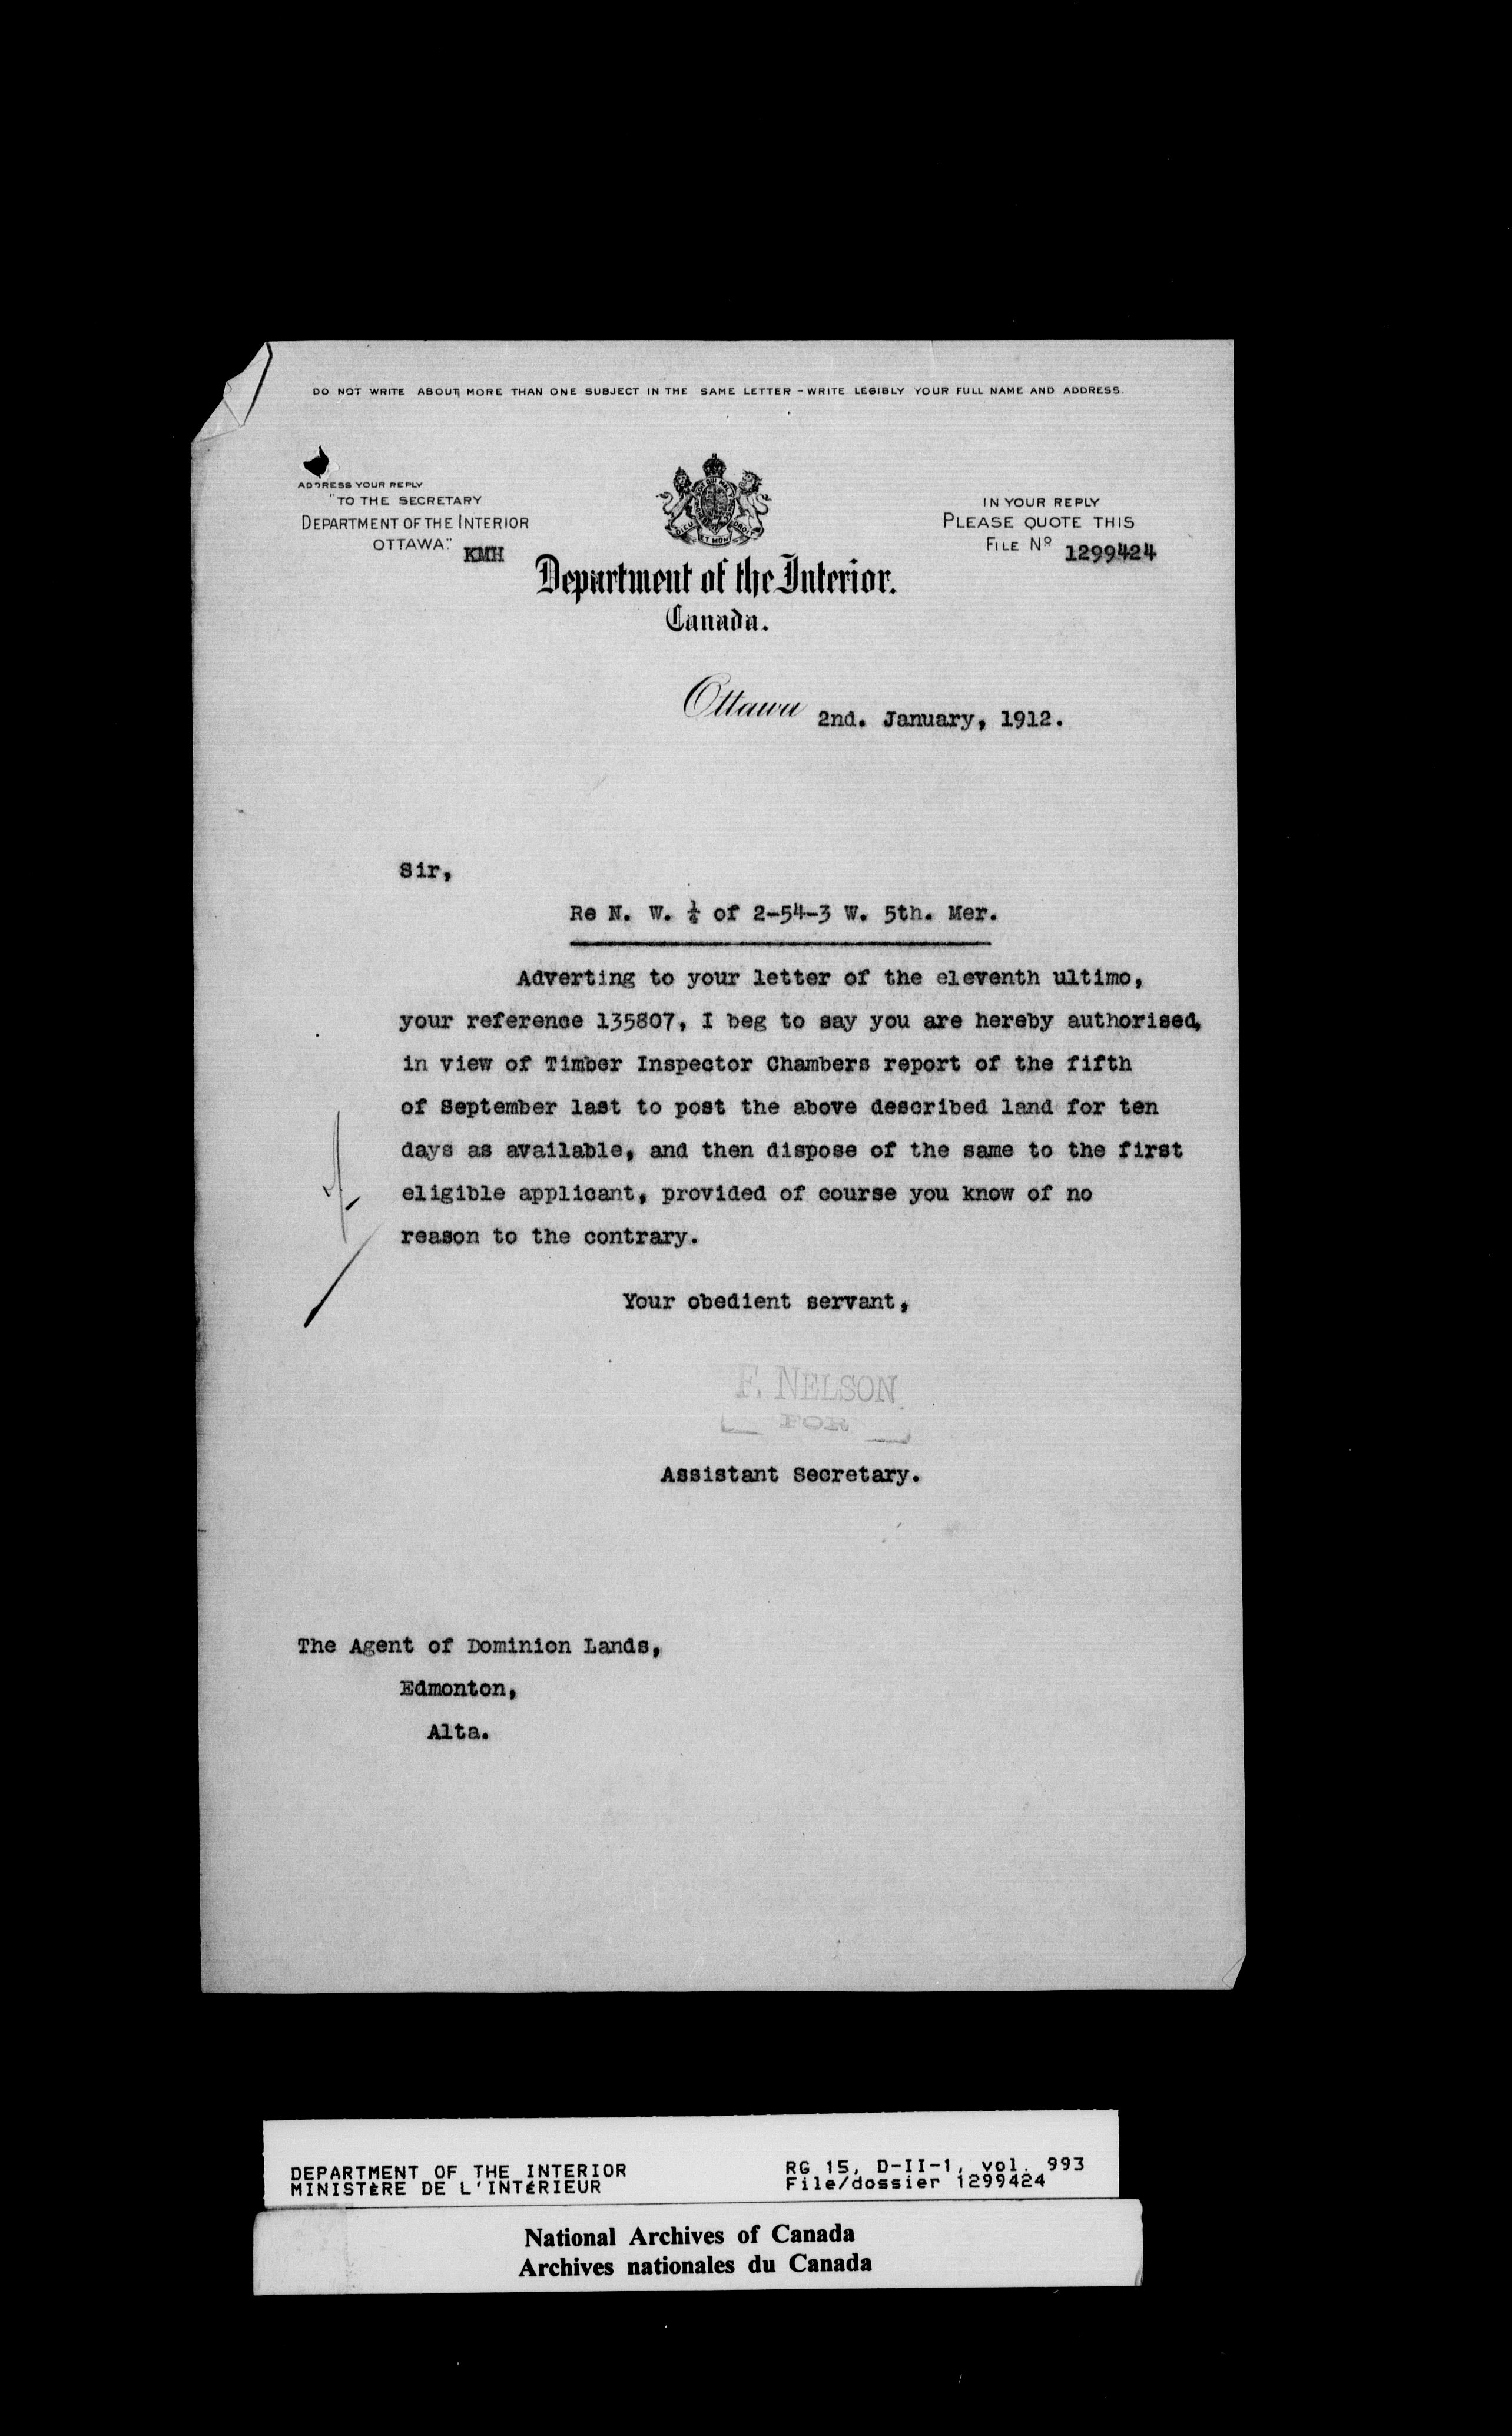 DO NOT WRITE ABOUT MORE THAN ONE SUBJECT IN THE SAME LETTER - WRITE LEGIBLY YOUR FULL NAME AND ADDRESS.
ADDRESS YOUR REPLY
"TO THE SECRETARY
DEPARTMENT OF THE INTERIOR
OTTAWA."
KMH
IN YOUR REPLY
PLEASE QUOTE THIS
FILE Nº 1299424
Department of the Interior.
Canada.
Ottawa 2nd. January, 1912.
Sir,
Re N. W. ¼ of 2-54-3 W. 5th. Mer.
Adverting to your letter of the eleventh ultimo,
your reference 135807, I beg to say you are hereby authorised,
in view of Timber Inspector Chambers report of the fifth
of September last to post the above described land for ten
days as available, and then dispose of the same to the first
eligible applicant, provided of course you know of no
reason to the contrary.
Your obedient servant,
F. NELSON
FOR
Assistant Secretary.
The Agent of Dominion Lands,
Edmonton,
Alta.
DEPARTMENT OF THE INTERIOR
MINISTÈRE DE L'INTÉRIEUR
RG 15, D-II-1, vol. 993
File/dossier 1299424
National Archives of Canada
Archives nationales du Canada